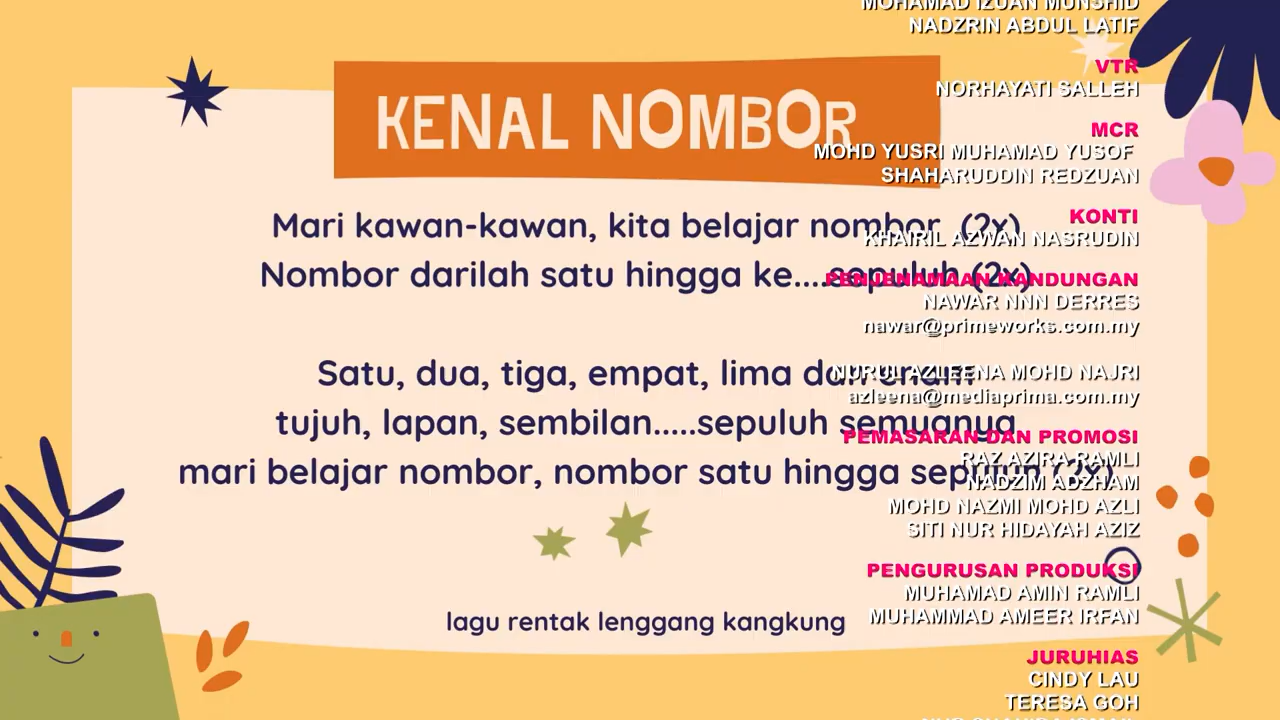 KENAL NOMBOR
Mari kawan-kawan, kita belajar nombor (2x)
Nombor darilah satu hingga ke....sepuluh (2x)
Satu, dua, tiga, empat, lima dan enam
tujuh, lapan, sembilan.....sepuluh semuanya
mari belajar nombor, nombor satu hingga sepuluh (2x)
lagu rentak lenggang kangkung
MOHAMAD IZUAN MUNSHID
NADZRIN ABDUL LATIF
VTR
NORHAYATI SALLEH
MCR
MOHD YUSRI MUHAMAD YUSOF
SHAHARUDDIN REDZUAN
KONTI
KHAIRIL AZWAN NASRUDIN
PENJENAMAAN KANDUNGAN
NAWAR NNN DERRES
nawar@primeworks.com.my
NURUL AZLEENA MOHD NAJRI
azleena@mediaprima.com.my
PEMASARAN DAN PROMOSI
RAZ AZIRA RAMLI
NADZIM ADZHAM
MOHD NAZMI MOHD AZLI
SITI NUR HIDAYAH AZIZ
PENGURUSAN PRODUKSI
MUHAMAD AMIN RAMLI
MUHAMMAD AMEER IRFAN
JURUHIAS
CINDY LAU
TERESA GOH